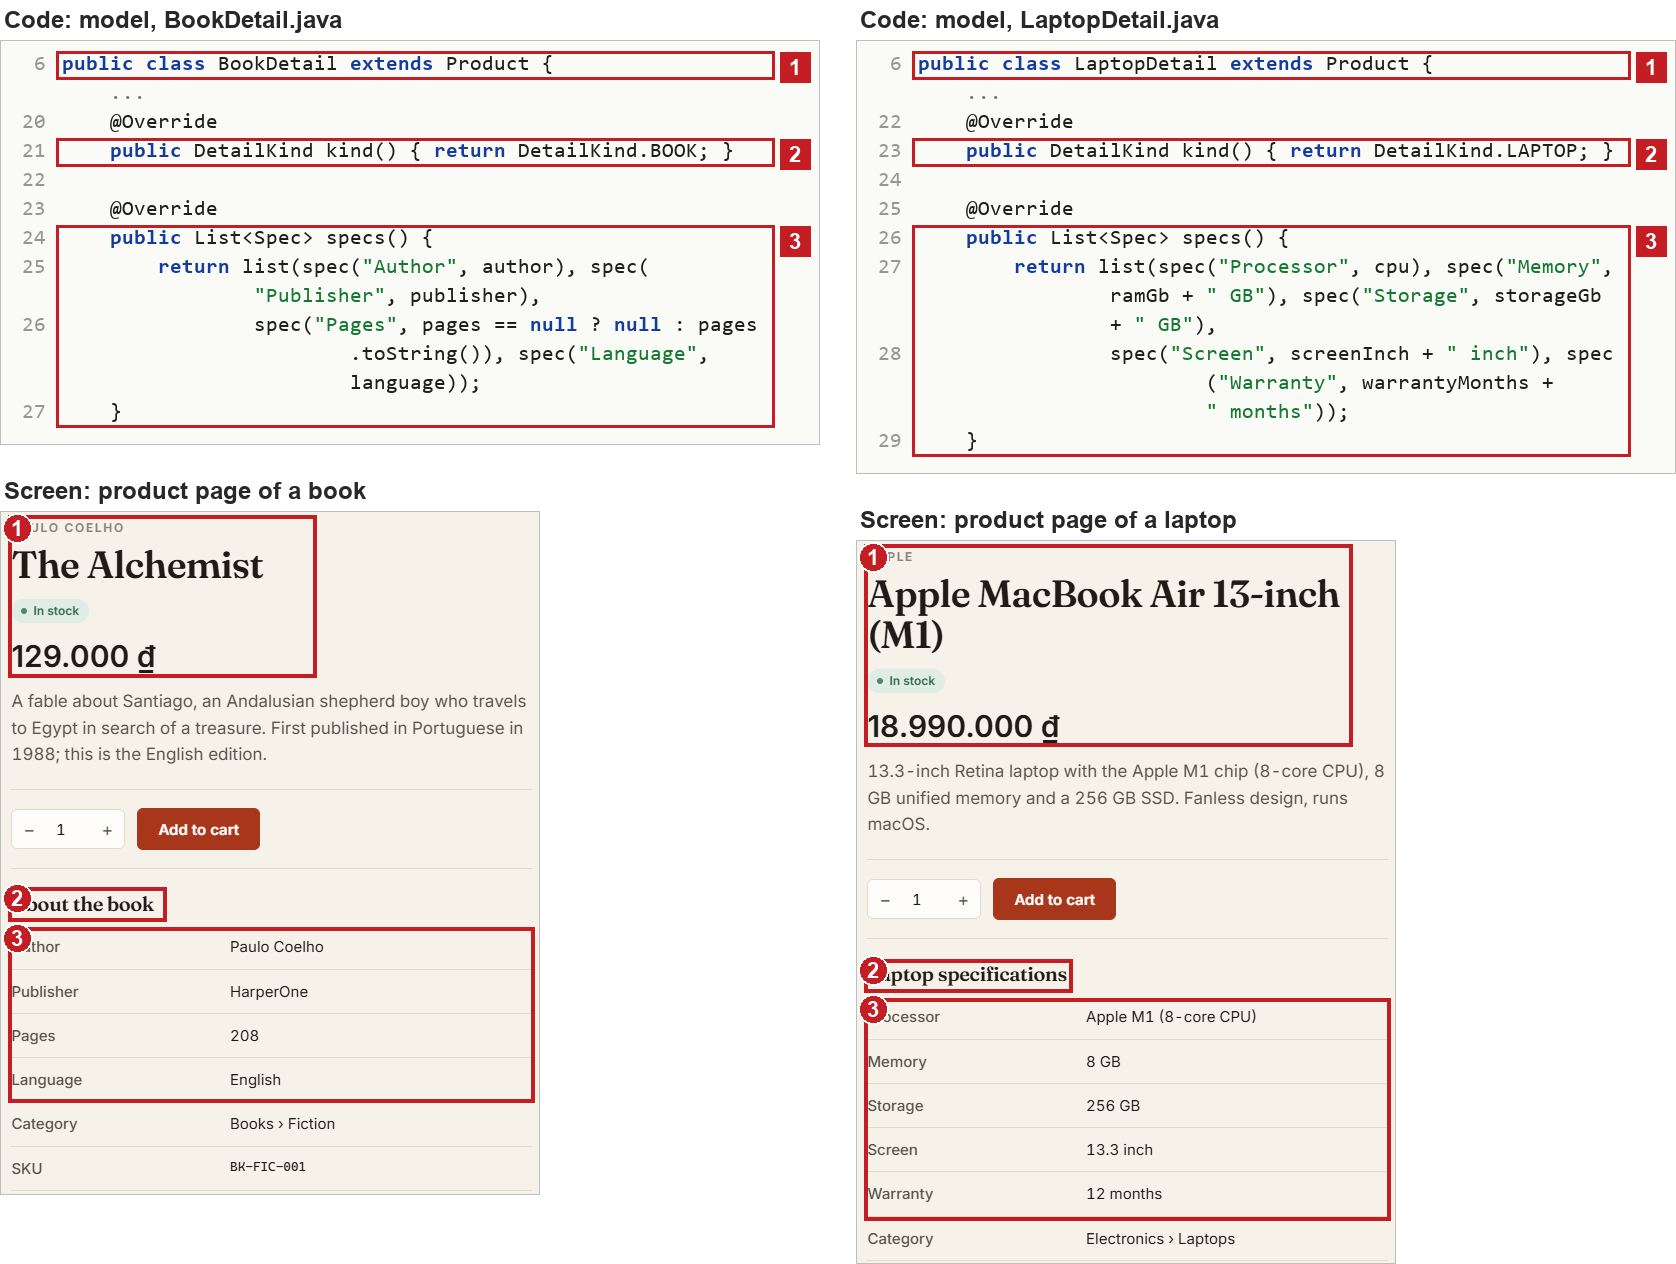 Code: model, BookDetail.java
6 public class BookDetail extends Product { 1
...
20 @Override
21 public DetailKind kind() { return DetailKind.BOOK; } 2
22
23 @Override
24 public List<Spec> specs() { 3
25 return list(spec("Author", author), spec(
"Publisher", publisher),
26 spec("Pages", pages == null ? null : pages
.toString()), spec("Language",
language));
27 }
Screen: product page of a book
1 ULO COELHO
The Alchemist
In stock
129.000 ₫
A fable about Santiago, an Andalusian shepherd boy who travels
to Egypt in search of a treasure. First published in Portuguese in
1988; this is the English edition.
− 1 + Add to cart
2 bout the book
3 thor Paulo Coelho
Publisher HarperOne
Pages 208
Language English
Category Books › Fiction
SKU BK-FIC-001
Code: model, LaptopDetail.java
6 public class LaptopDetail extends Product { 1
...
22 @Override
23 public DetailKind kind() { return DetailKind.LAPTOP; } 2
24
25 @Override
26 public List<Spec> specs() { 3
27 return list(spec("Processor", cpu), spec("Memory",
ramGb + " GB"), spec("Storage", storageGb
+ " GB"),
28 spec("Screen", screenInch + " inch"), spec
("Warranty", warrantyMonths +
" months"));
29 }
Screen: product page of a laptop
1 PLE
Apple MacBook Air 13-inch
(M1)
In stock
18.990.000 ₫
13.3-inch Retina laptop with the Apple M1 chip (8-core CPU), 8
GB unified memory and a 256 GB SSD. Fanless design, runs
macOS.
− 1 + Add to cart
2 ptop specifications
3 ocessor Apple M1 (8-core CPU)
Memory 8 GB
Storage 256 GB
Screen 13.3 inch
Warranty 12 months
Category Electronics › Laptops